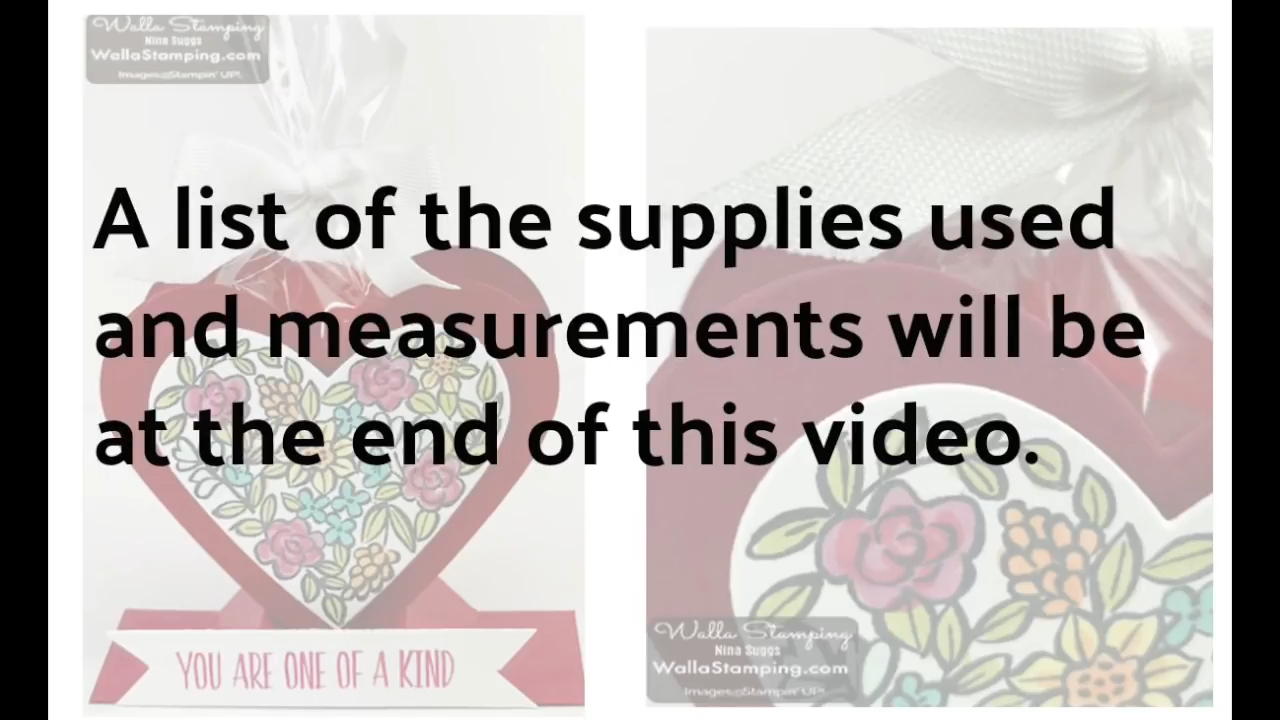 Walla Stamping
Nina Suggs
WallaStamping.com
Images©Stampin' UP!
A list of the supplies used
and measurements will be
at the end of this video.
YOU ARE ONE OF A KIND
Walla Stamping
Nina Suggs
WallaStamping.com
Images©Stampin' UP!